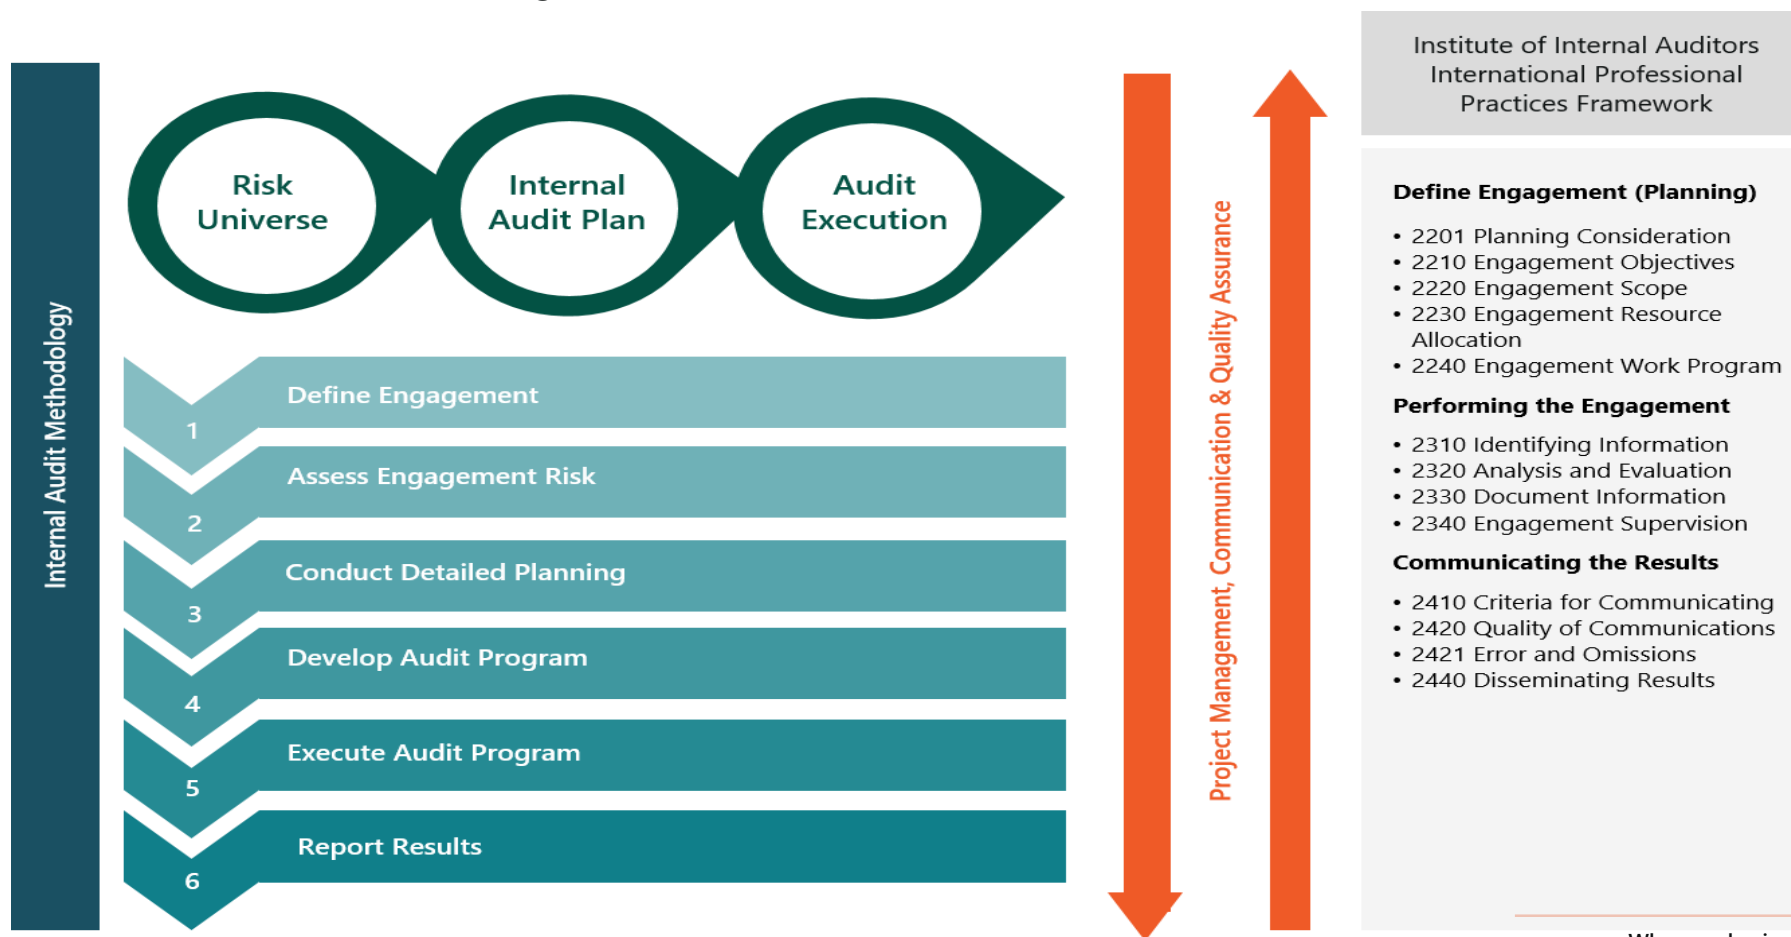 Internal Audit Methodology
Risk
Universe
Internal
Audit Plan
Audit
Execution
1
Define Engagement
2
Assess Engagement Risk
3
Conduct Detailed Planning
4
Develop Audit Program
5
Execute Audit Program
6
Report Results
Project Management, Communication & Quality Assurance
Institute of Internal Auditors
International Professional
Practices Framework
Define Engagement (Planning)
• 2201 Planning Consideration
• 2210 Engagement Objectives
• 2220 Engagement Scope
• 2230 Engagement Resource
Allocation
• 2240 Engagement Work Program
Performing the Engagement
• 2310 Identifying Information
• 2320 Analysis and Evaluation
• 2330 Document Information
• 2340 Engagement Supervision
Communicating the Results
• 2410 Criteria for Communicating
• 2420 Quality of Communications
• 2421 Error and Omissions
• 2440 Disseminating Results